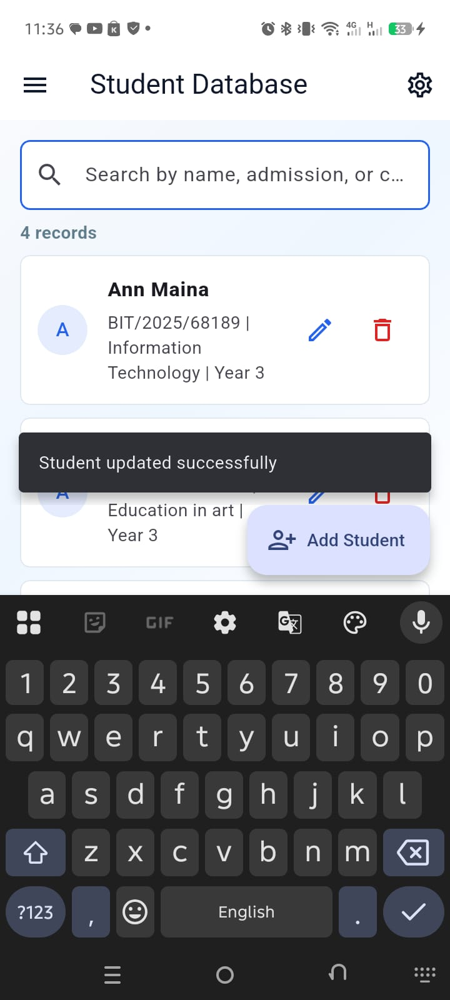 11:36 K 4G H 33
Student Database
Search by name, admission, or c…
4 records
Ann Maina
A
BIT/2025/68189 |
Information
Technology | Year 3
Student updated successfully
A
Education in art |
Year 3
Add Student
GIF G
1 2 3 4 5 6 7 8 9 0
q w e r t y u i o p
a s d f g h j k l
z x c v b n m
?123 , English .